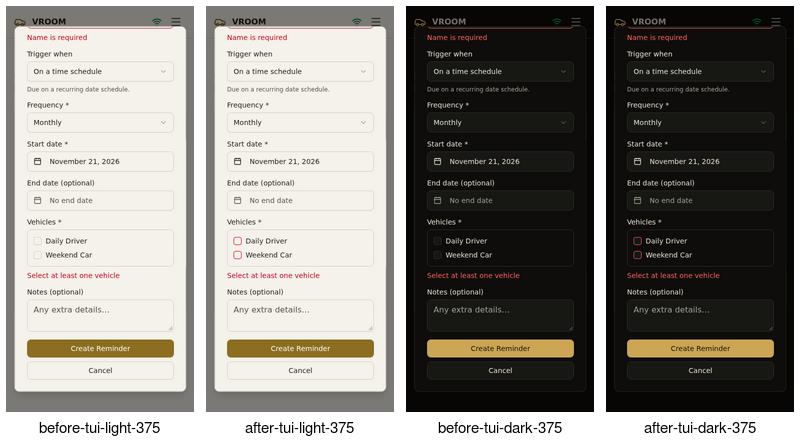 VROOM
Name is required
Trigger when
On a time schedule
Due on a recurring date schedule.
Frequency *
Monthly
Start date *
November 21, 2026
End date (optional)
No end date
Vehicles *
Daily Driver
Weekend Car
Select at least one vehicle
Notes (optional)
Any extra details...
Create Reminder
Cancel
before-tui-light-375
VROOM
Name is required
Trigger when
On a time schedule
Due on a recurring date schedule.
Frequency *
Monthly
Start date *
November 21, 2026
End date (optional)
No end date
Vehicles *
Daily Driver
Weekend Car
Select at least one vehicle
Notes (optional)
Any extra details...
Create Reminder
Cancel
after-tui-light-375
VROOM
Name is required
Trigger when
On a time schedule
Due on a recurring date schedule.
Frequency *
Monthly
Start date *
November 21, 2026
End date (optional)
No end date
Vehicles *
Daily Driver
Weekend Car
Select at least one vehicle
Notes (optional)
Any extra details...
Create Reminder
Cancel
before-tui-dark-375
VROOM
Name is required
Trigger when
On a time schedule
Due on a recurring date schedule.
Frequency *
Monthly
Start date *
November 21, 2026
End date (optional)
No end date
Vehicles *
Daily Driver
Weekend Car
Select at least one vehicle
Notes (optional)
Any extra details...
Create Reminder
Cancel
after-tui-dark-375